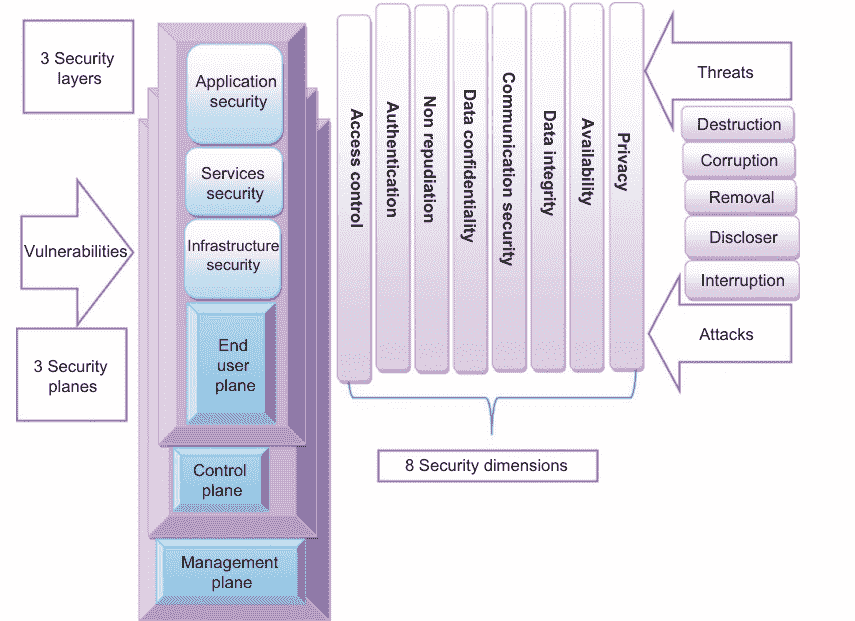 3 Security
layers
Application
security
Services
security
Infrastructure
security
Vulnerabilities
3 Security
planes
End
user
plane
Control
plane
Management
plane
Access control
Authentication
Non repudiation
Data confidentiality
Communication security
Data integrity
Availability
Privacy
8 Security dimensions
Threats
Destruction
Corruption
Removal
Discloser
Interruption
Attacks